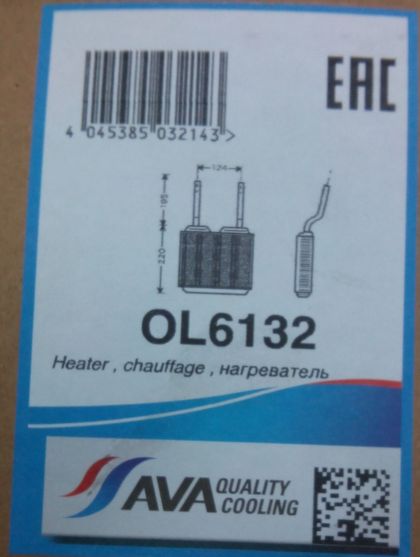 EAC
4 045385 032143 >
124
195
220
OL6132
Heater , chauffage , нагреватель
AVA QUALITY
COOLING